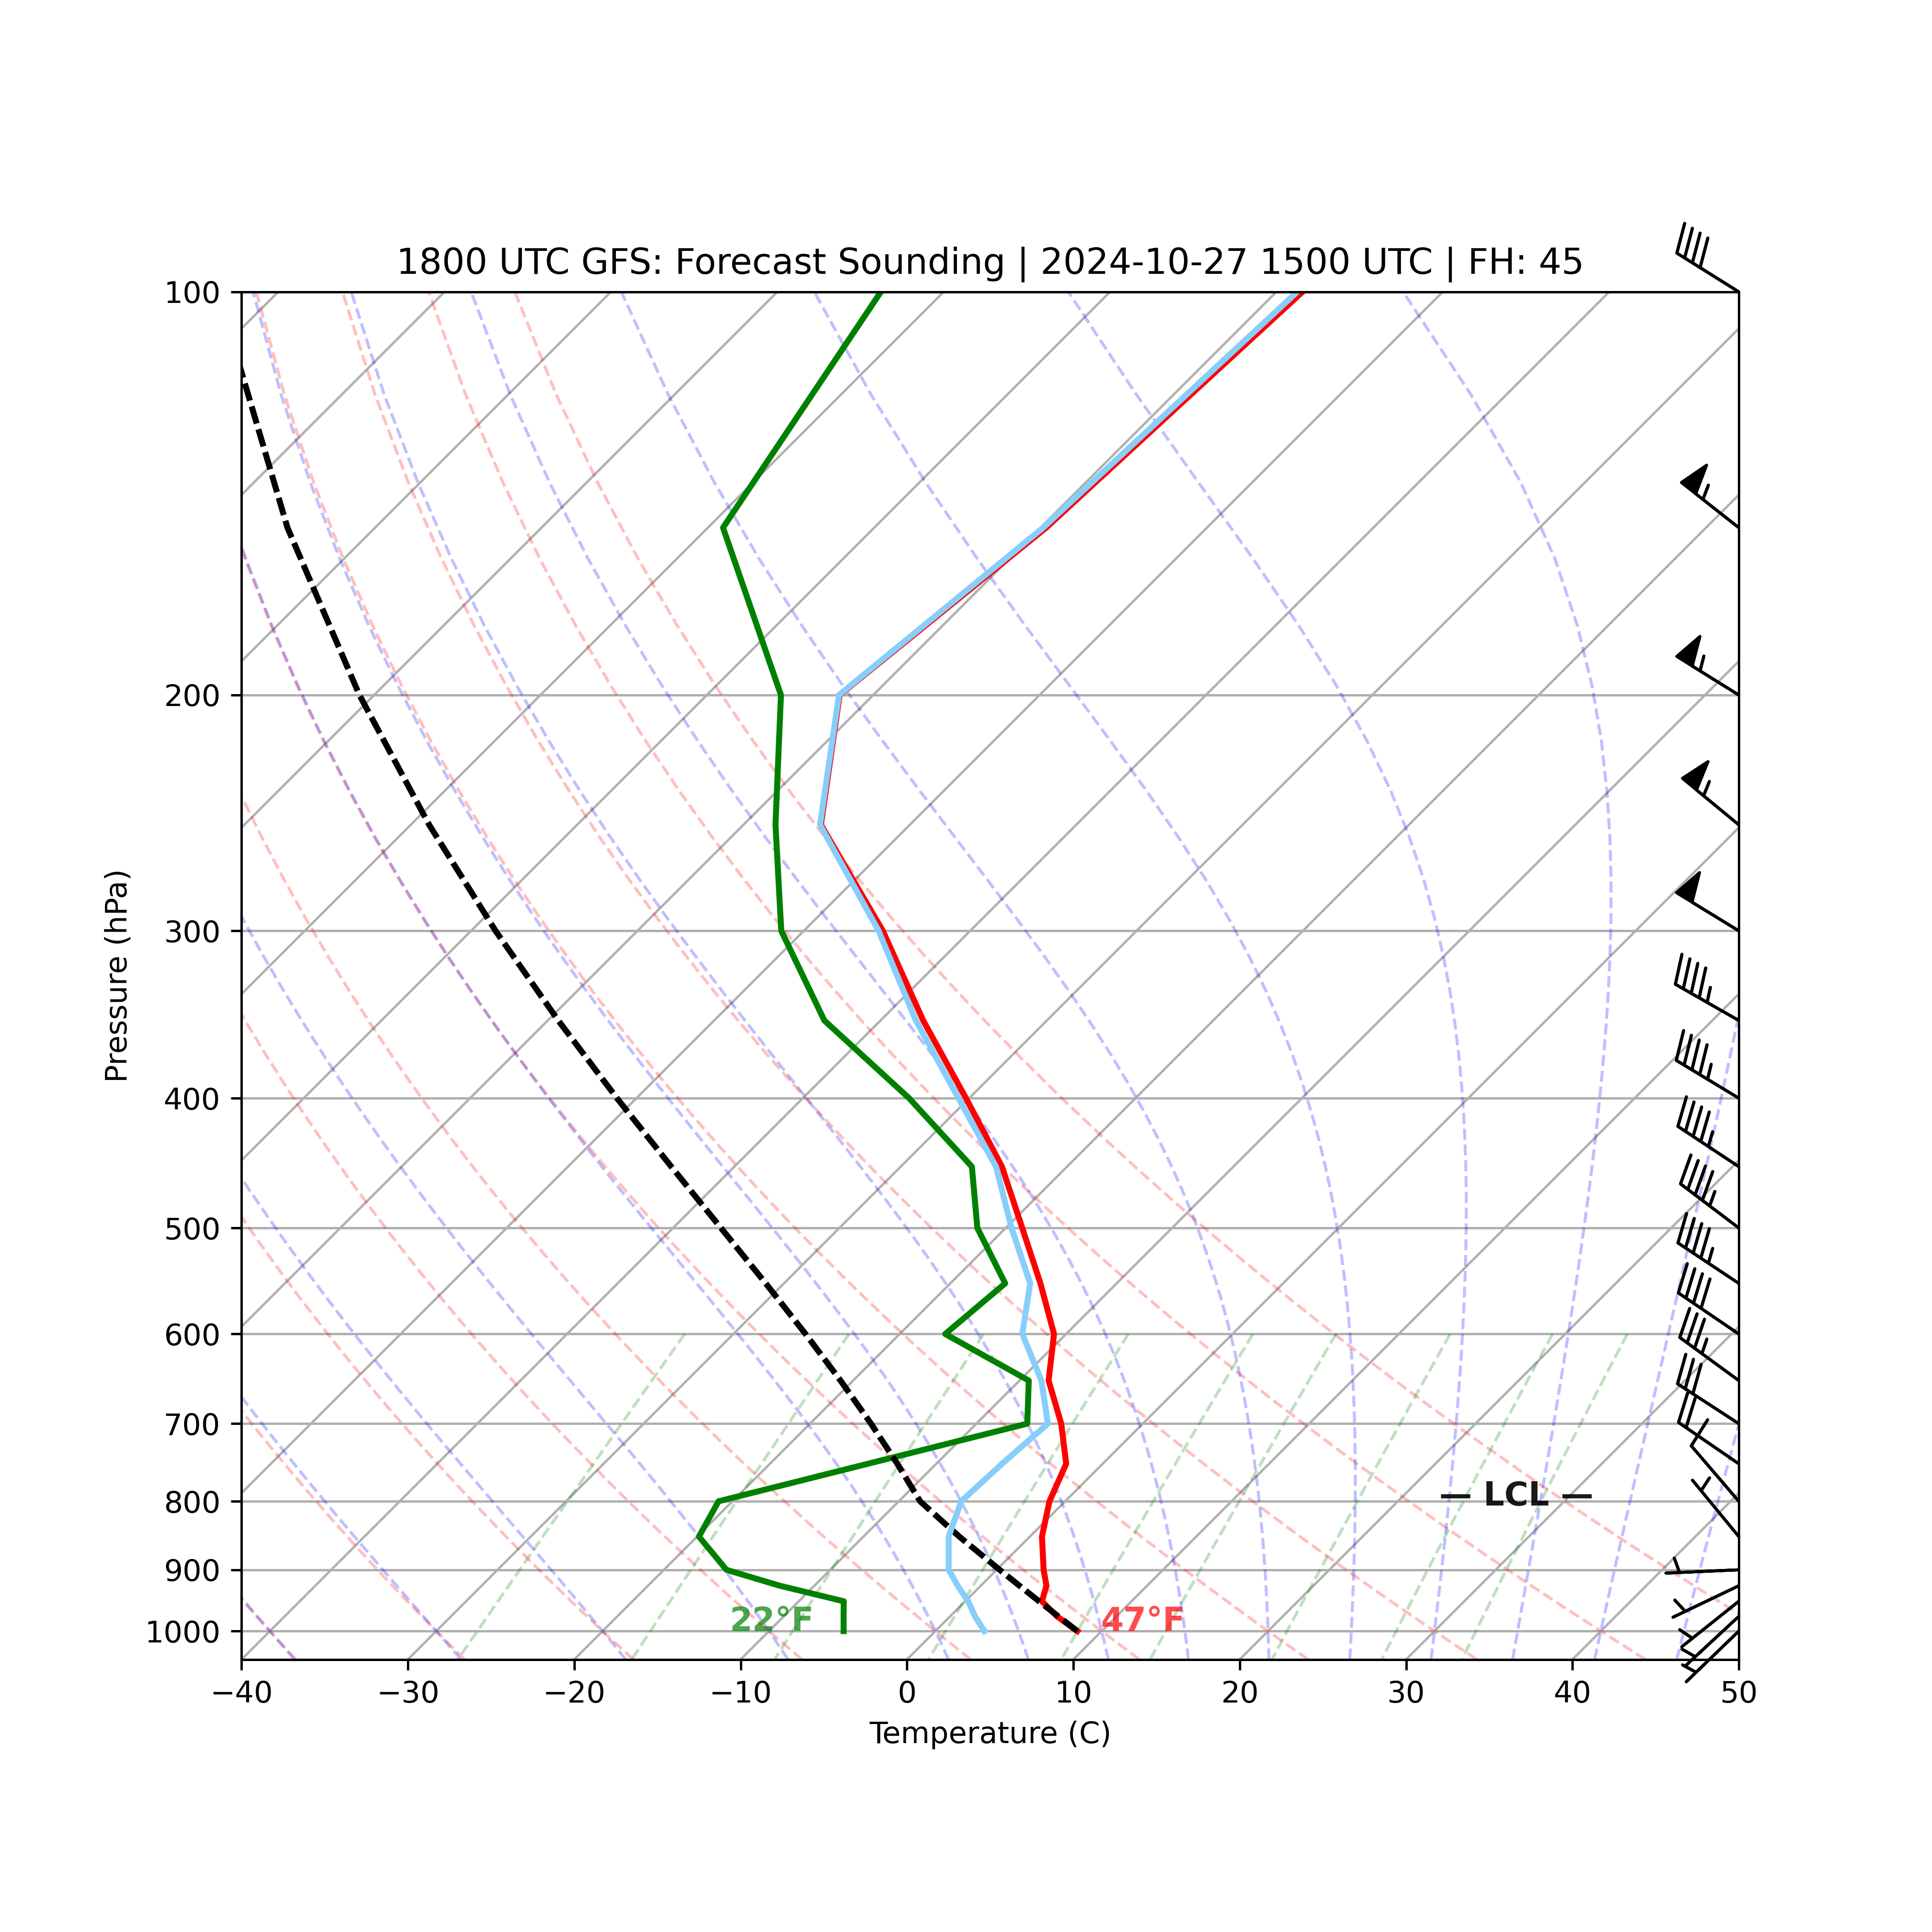 1800 UTC GFS: Forecast Sounding | 2024-10-27 1500 UTC | FH: 45
100
200
300
400
500
600
700
800
900
1000
Pressure (hPa)
— LCL —
22°F
47°F
−40 −30 −20 −10 0 10 20 30 40 50
Temperature (C)